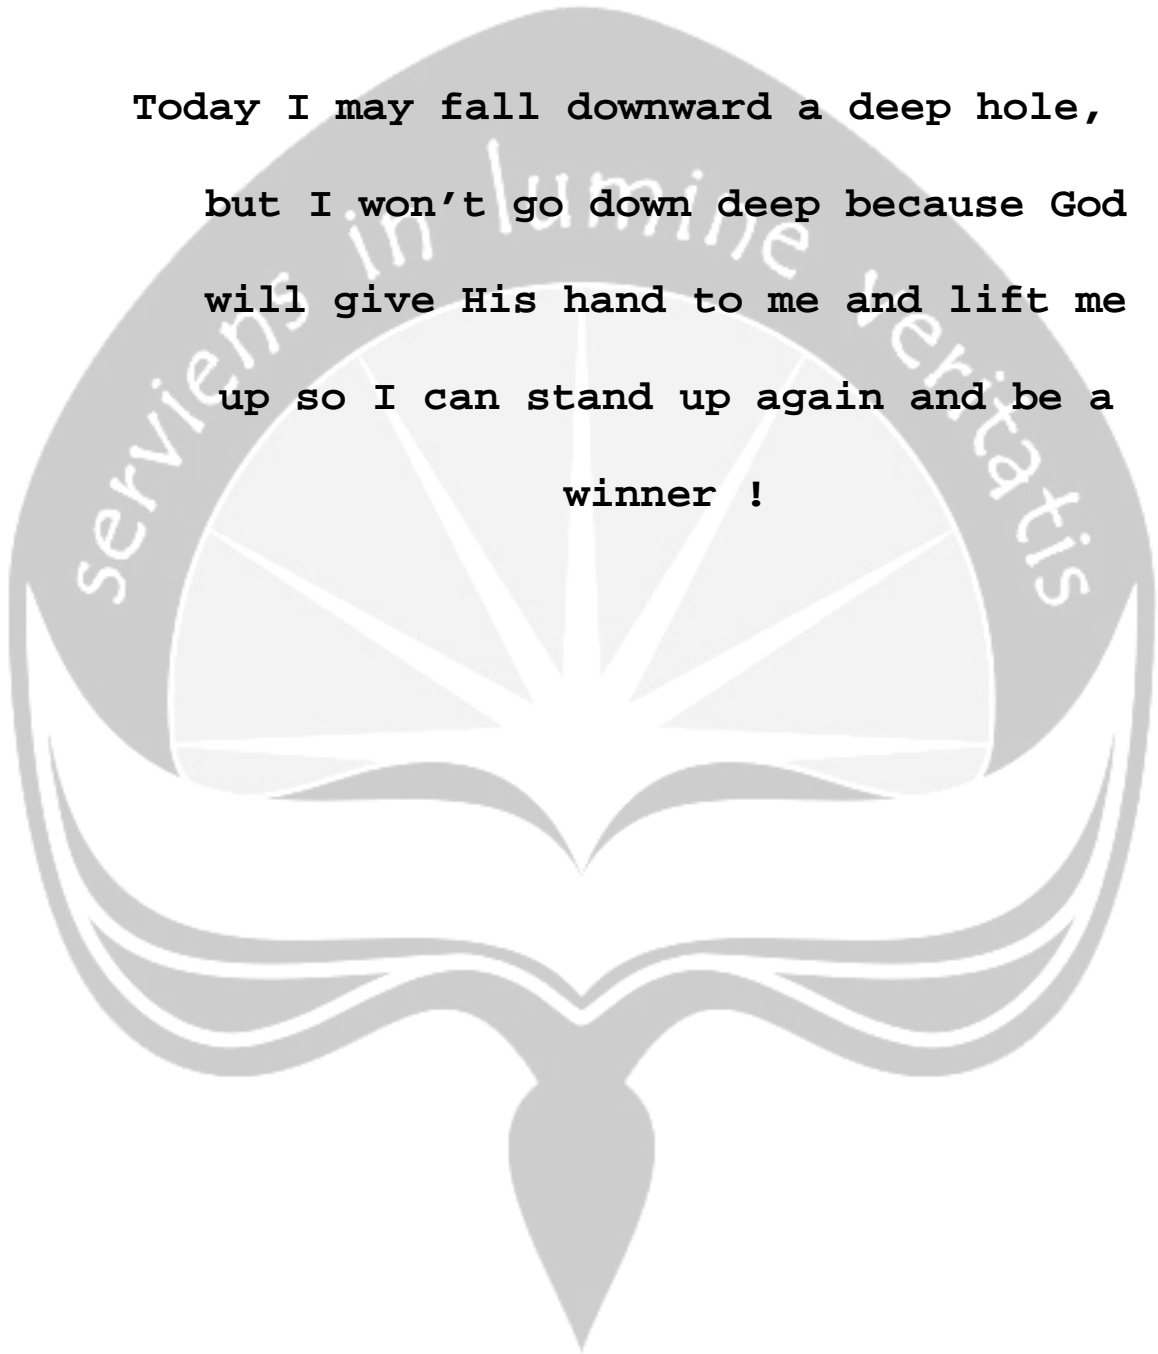 Today I may fall downward a deep hole,
but I won’t go down deep because God
will give His hand to me and lift me
up so I can stand up again and be a
winner !
serviens in lumine veritatis